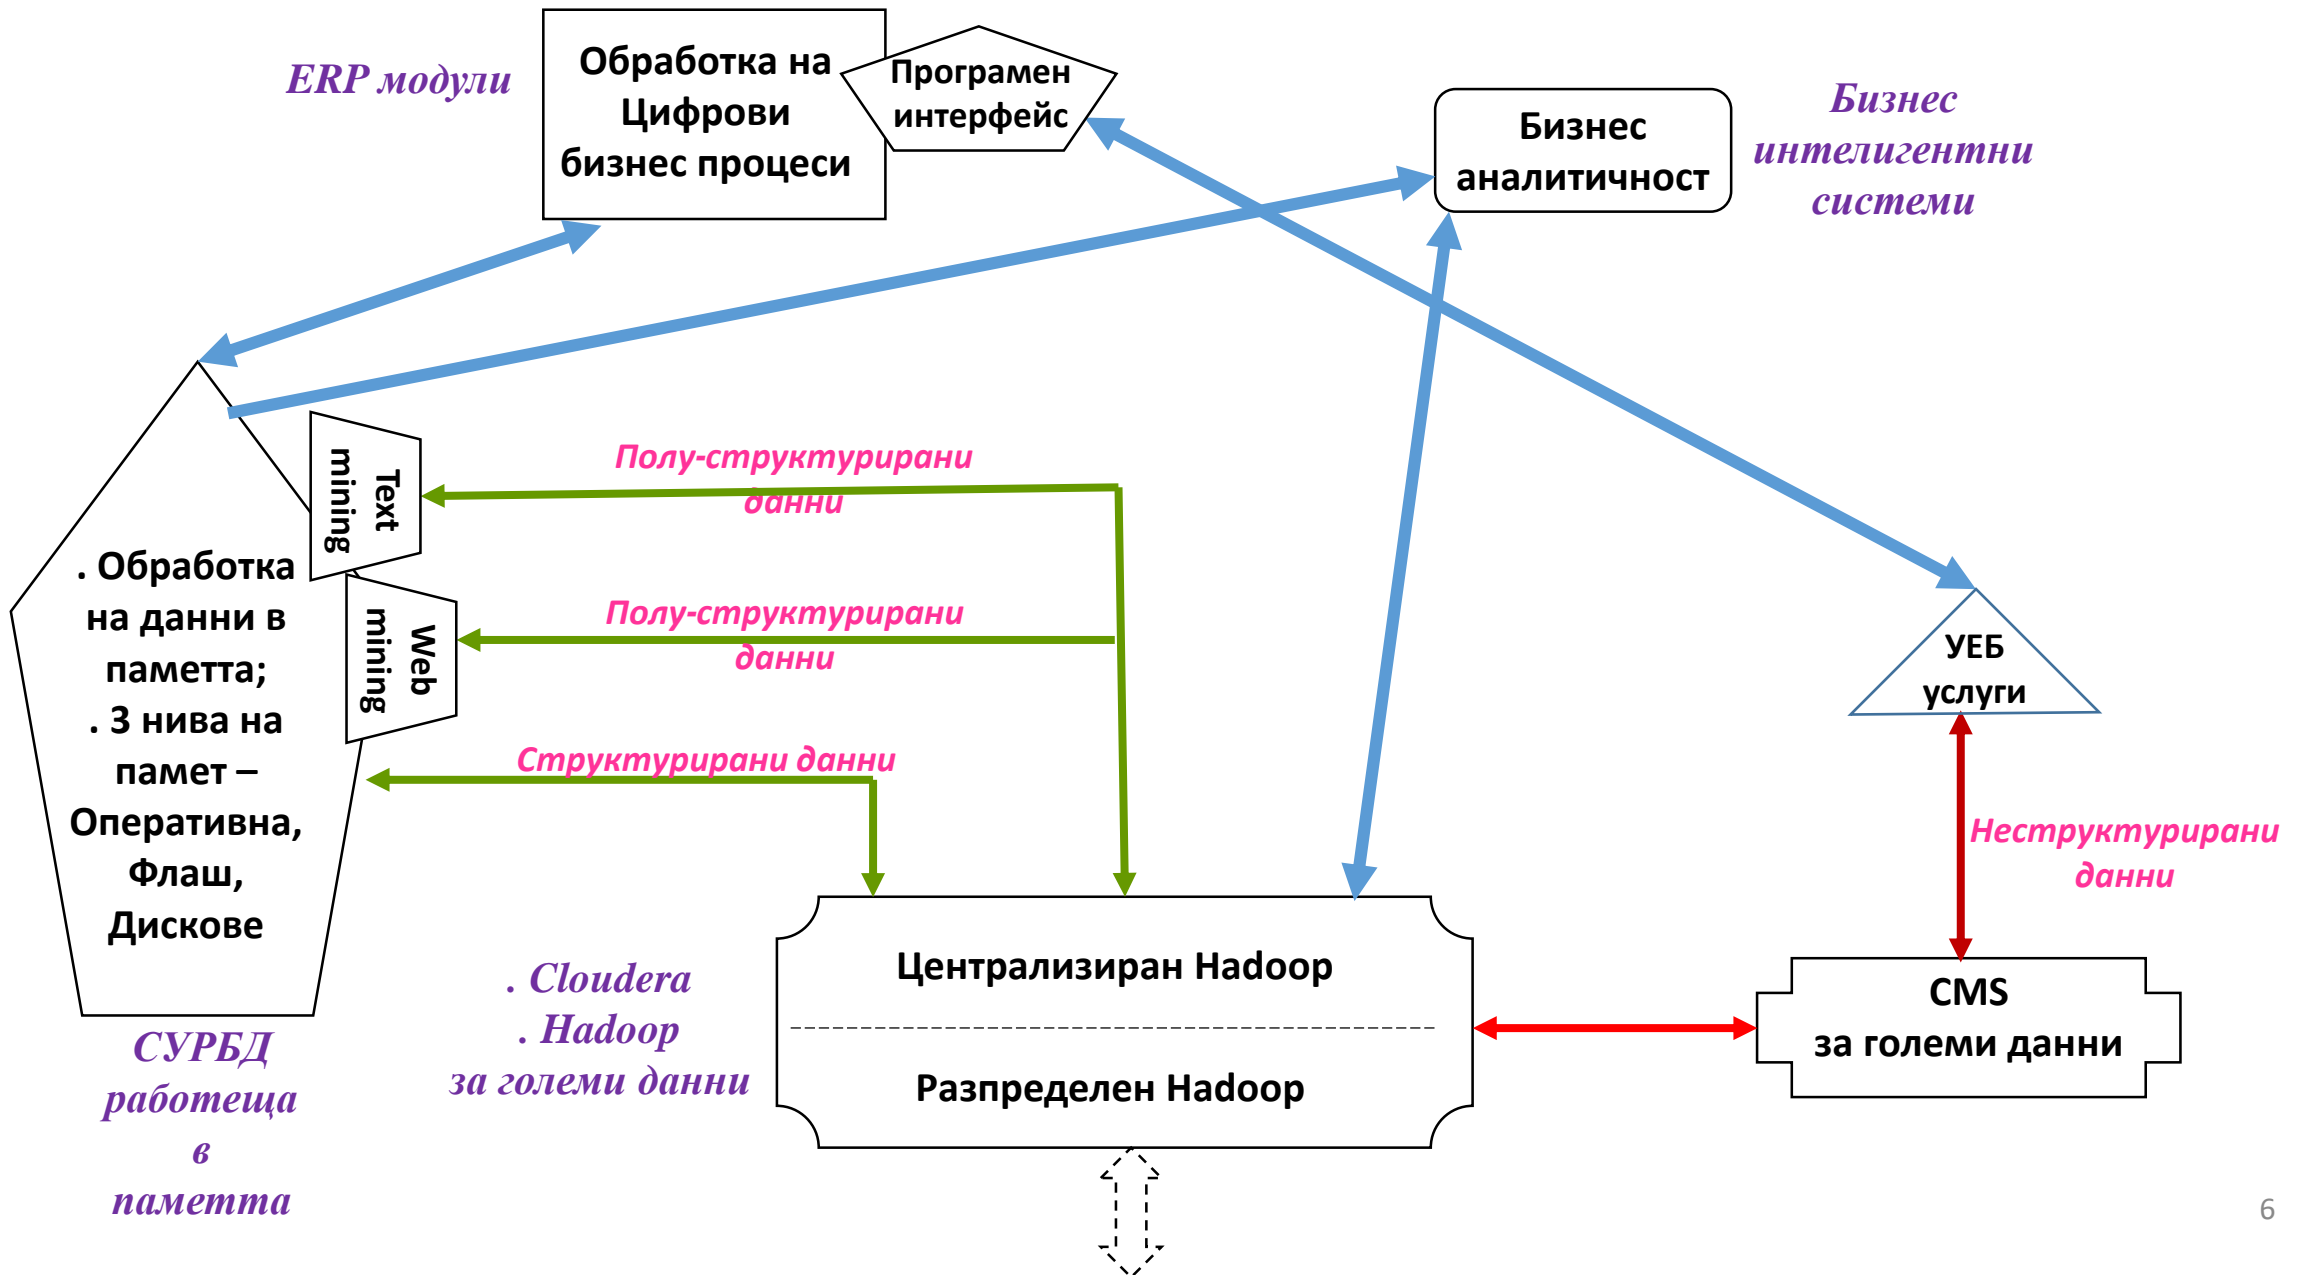 ERP модули
Обработка на
Цифрови
бизнес процеси
Програмен
интерфейс
Бизнес
аналитичност
Бизнес
интелигентни
системи
Text
mining
Web
mining
Полу-структурирани
данни
Полу-структурирани
данни
Структурирани данни
. Обработка
на данни в
паметта;
. 3 нива на
памет –
Оперативна,
Флаш,
Дискове
СУРБД
работеща
в
паметта
УЕБ
услуги
Неструктурирани
данни
. Cloudera
. Hadoop
за големи данни
Централизиран Hadoop
Разпределен Hadoop
CMS
за големи данни
6